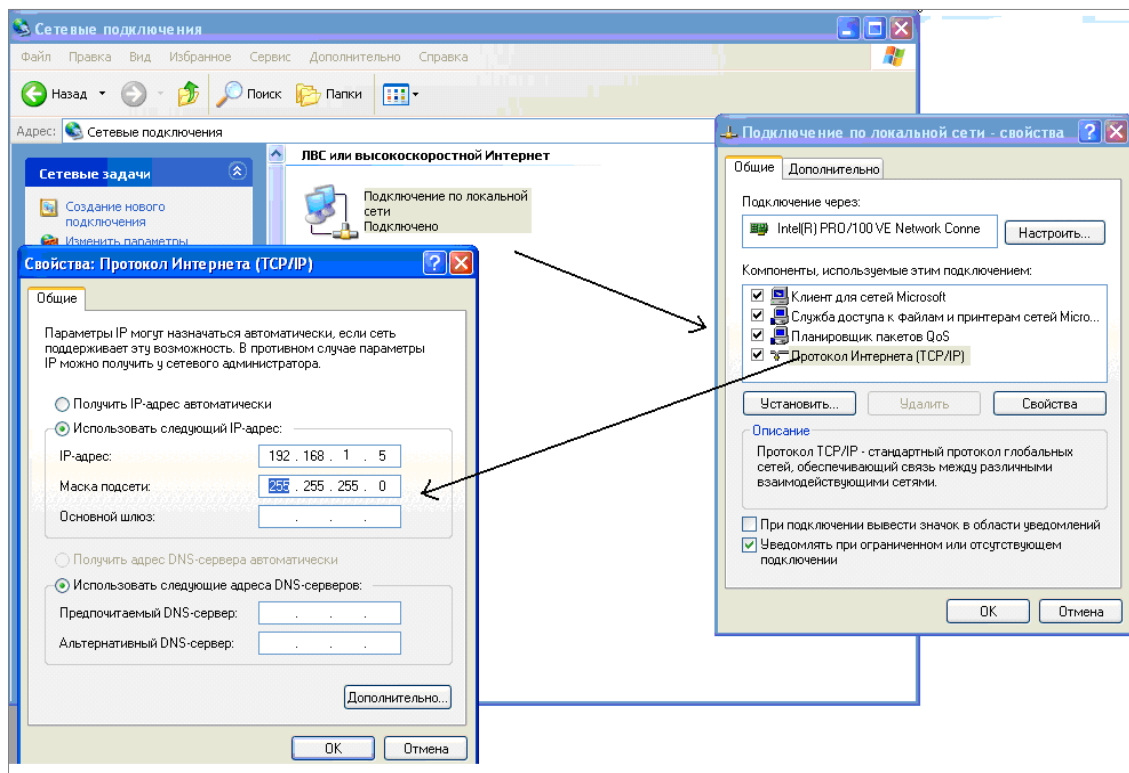 Сетевые подключения
Файл Правка Вид Избранное Сервис Дополнительно Справка
Назад Поиск Папки
Адрес: Сетевые подключения
Сетевые задачи
Создание нового
подключения
Изменить параметры
ЛВС или высокоскоростной Интернет
Подключение по локальной
сети
Подключено
Свойства: Протокол Интернета (TCP/IP)
Общие
Параметры IP могут назначаться автоматически, если сеть
поддерживает эту возможность. В противном случае параметры
IP можно получить у сетевого администратора.
Получить IP-адрес автоматически
Использовать следующий IP-адрес:
IP-адрес: 192 . 168 . 1 . 5
Маска подсети: 255 . 255 . 255 . 0
Основной шлюз: . . .
Получить адрес DNS-сервера автоматически
Использовать следующие адреса DNS-серверов:
Предпочитаемый DNS-сервер: . . .
Альтернативный DNS-сервер: . . .
Дополнительно...
OK Отмена
Подключение по локальной сети - свойства
Общие Дополнительно
Подключение через:
Intel(R) PRO/100 VE Network Conne Настроить...
Компоненты, используемые этим подключением:
Клиент для сетей Microsoft
Служба доступа к файлам и принтерам сетей Micro...
Планировщик пакетов QoS
Протокол Интернета (TCP/IP)
Установить... Удалить Свойства
Описание
Протокол TCP/IP - стандартный протокол глобальных
сетей, обеспечивающий связь между различными
взаимодействующими сетями.
При подключении вывести значок в области уведомлений
Уведомлять при ограниченном или отсутствующем
подключении
OK Отмена